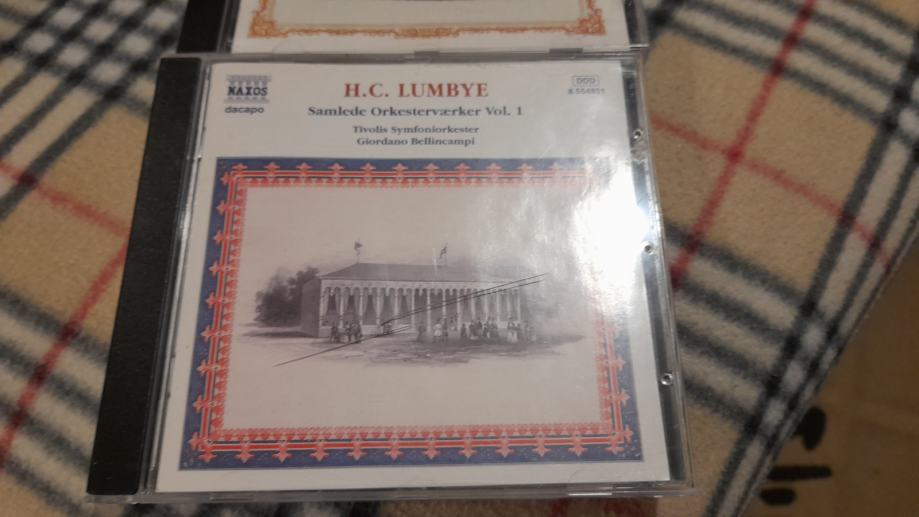 NAXOS
dacapo
H.C. LUMBYE
Samlede Orkesterværker Vol. 1
Tivolis Symfoniorkester
Giordano Bellincampi
DDD
8.554851